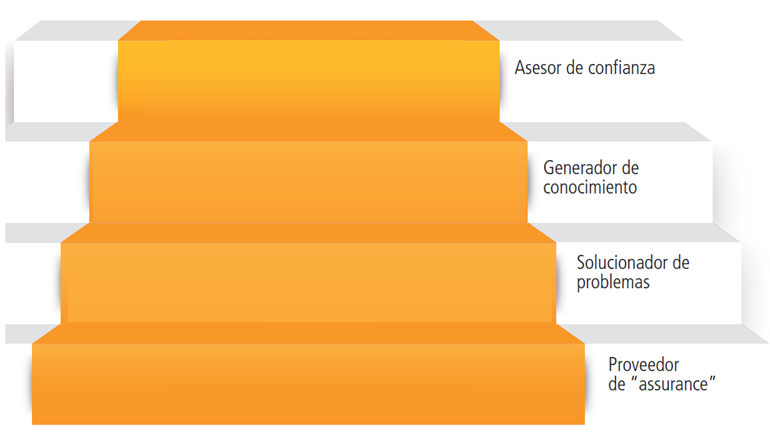 Asesor de confianza
Generador de
conocimiento
Solucionador de
problemas
Proveedor
de “assurance”